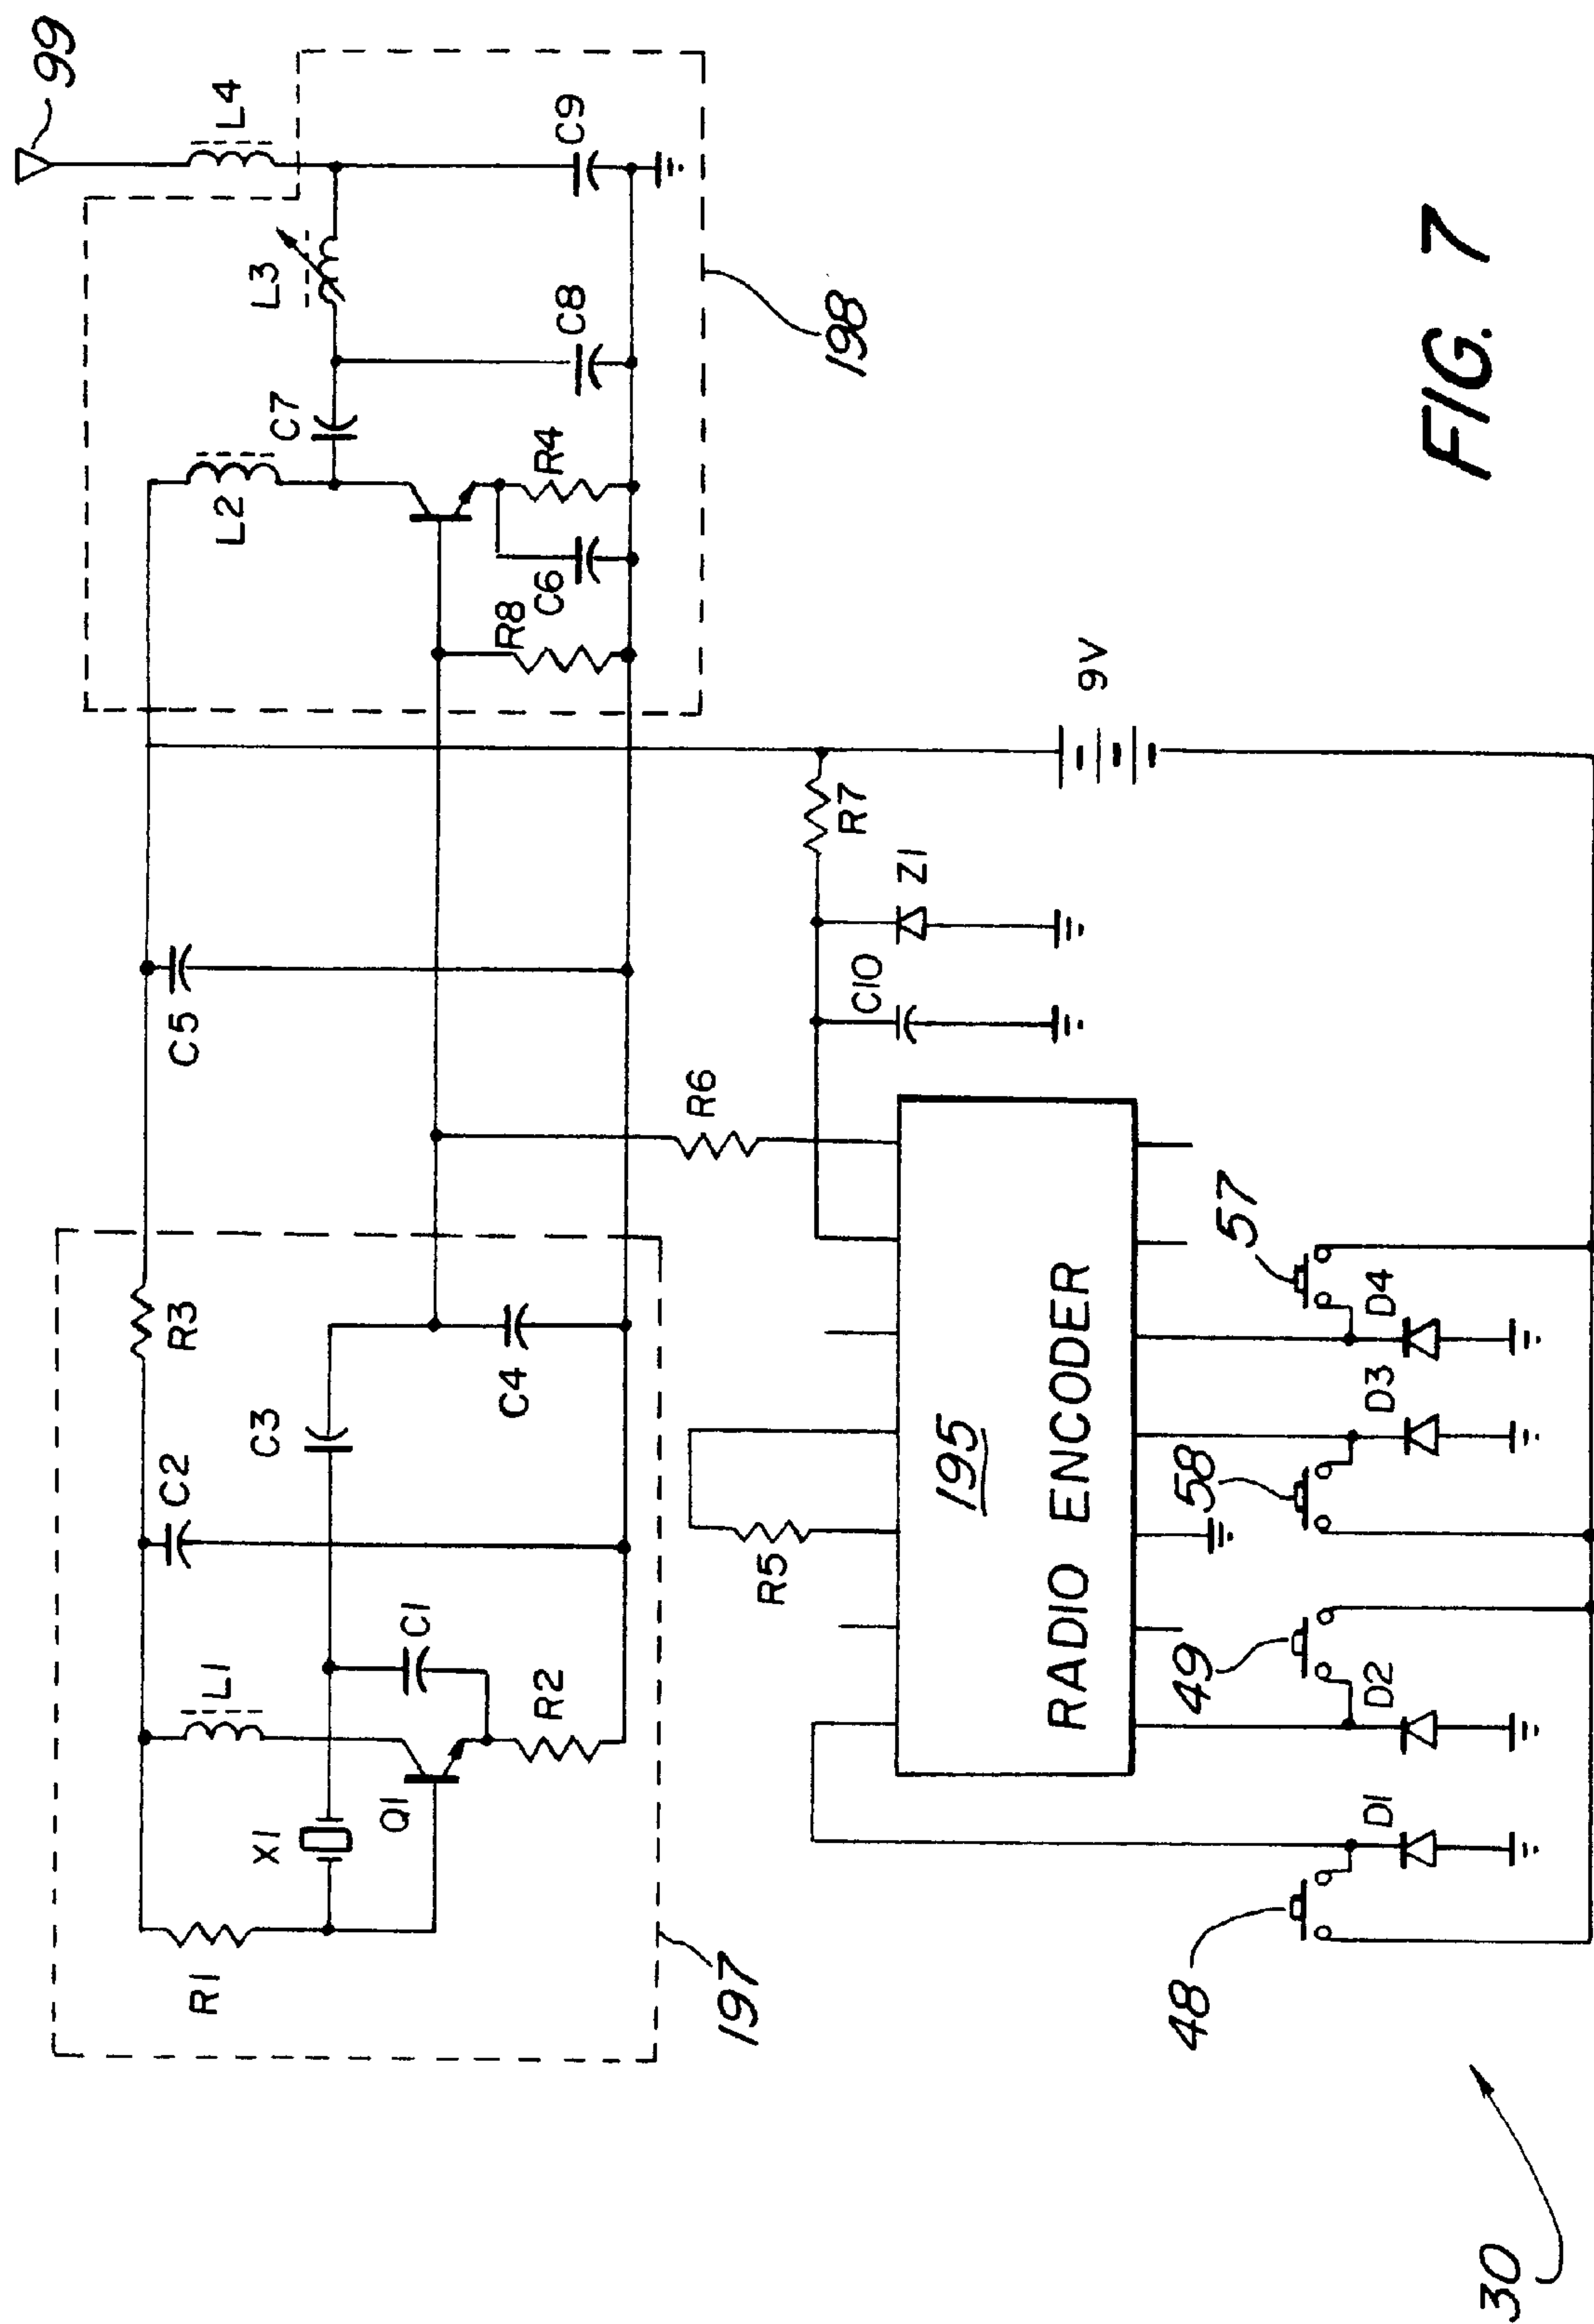 99
L4
L3
C9
C7
C8
L2
R4
C6
R8
198
C5
R3
C2
C3
C4
L1
C1
X1
Q1
R2
R1
197
R6
R7
9V
Z1
C10
R5
195
RADIO ENCODER
57
D4
58
D3
49
D2
48
D1
30
FIG. 7